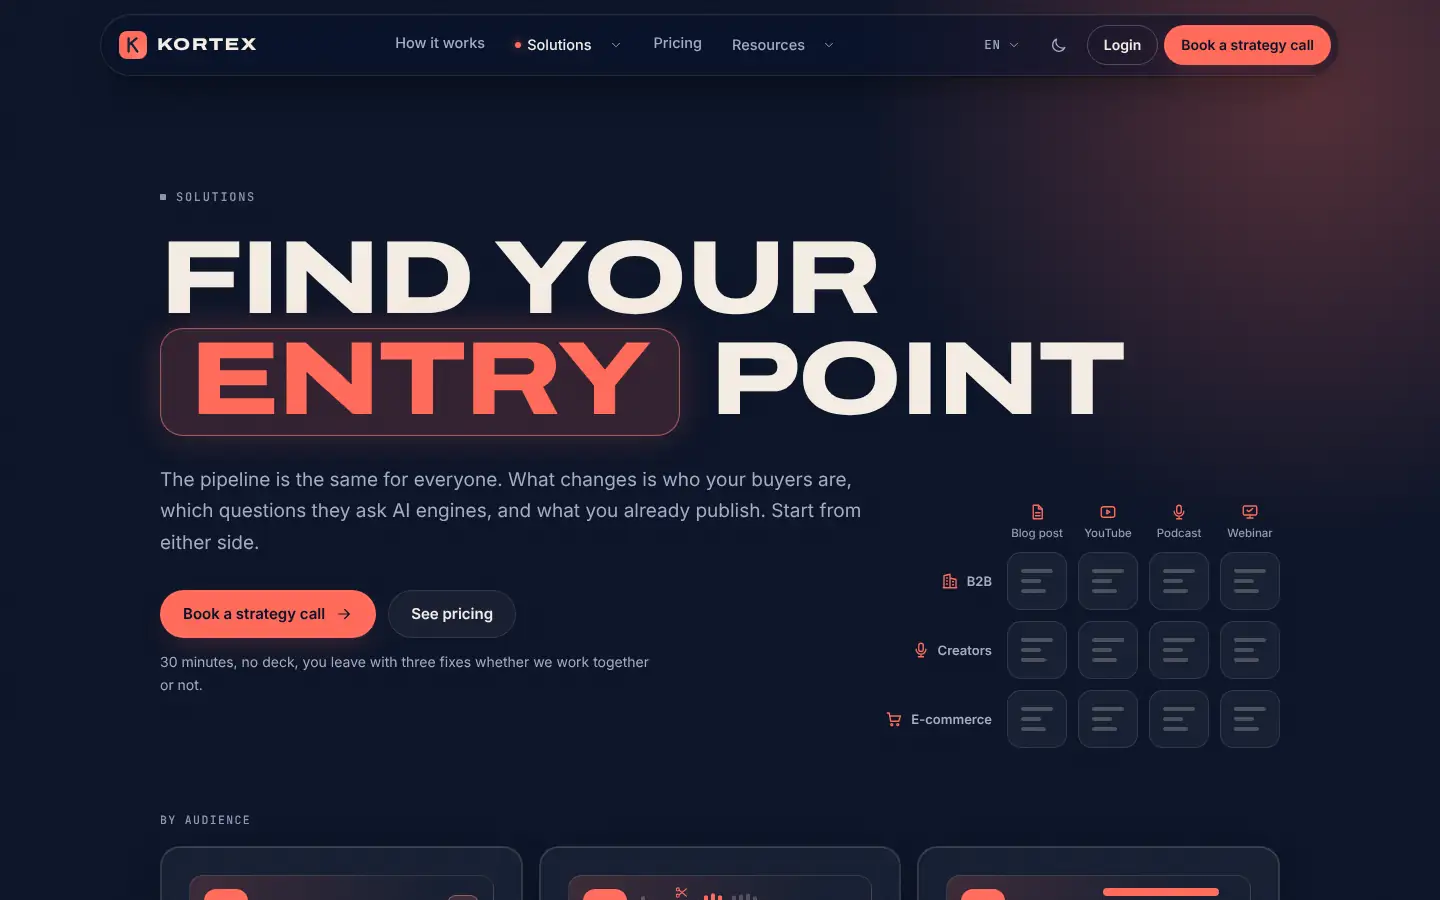 KORTEX
How it works
Solutions
Pricing
Resources
EN
Login
Book a strategy call
SOLUTIONS
FIND YOUR
ENTRY POINT
The pipeline is the same for everyone. What changes is who your buyers are,
which questions they ask AI engines, and what you already publish. Start from
either side.
Book a strategy call
See pricing
30 minutes, no deck, you leave with three fixes whether we work together
or not.
Blog post
YouTube
Podcast
Webinar
B2B
Creators
E-commerce
BY AUDIENCE